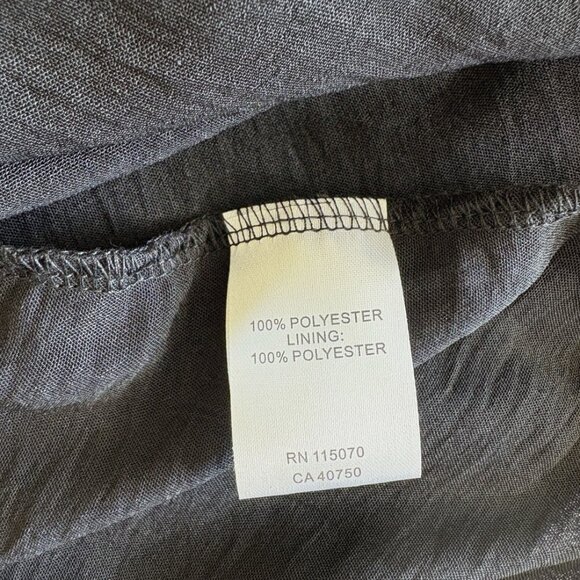 100% POLYESTER
LINING:
100% POLYESTER
RN 115070
CA 40750